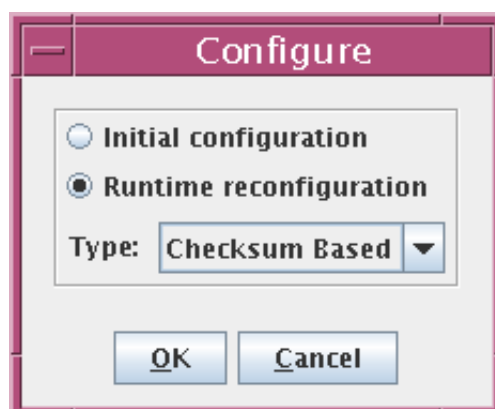 Configure
Initial configuration
Runtime reconfiguration
Type: Checksum Based
OK Cancel